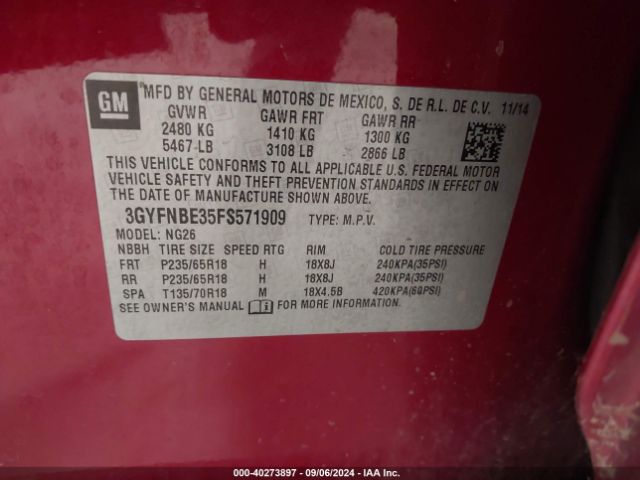 GM
MFD BY GENERAL MOTORS DE MEXICO, S. DE R.L. DE C.V. 11/14
GVWR GAWR FRT GAWR RR
2480 KG 1410 KG 1300 KG
5467 LB 3108 LB 2866 LB
THIS VEHICLE CONFORMS TO ALL APPLICABLE U.S. FEDERAL MOTOR
VEHICLE SAFETY AND THEFT PREVENTION STANDARDS IN EFFECT ON
THE DATE OF MANUFACTURE SHOWN ABOVE.
3GYFNBE35FS571909 TYPE: M.P.V.
MODEL: NG26
NBBH TIRE SIZE SPEED RTG RIM COLD TIRE PRESSURE
FRT P235/65R18 H 18X8J 240KPA(35PSI)
RR P235/65R18 H 18X8J 240KPA(35PSI)
SPA T135/70R18 M 18X4.5B 420KPA(60PSI)
SEE OWNER'S MANUAL FOR MORE INFORMATION
000-40273897 - 09/06/2024 - IAAI.com